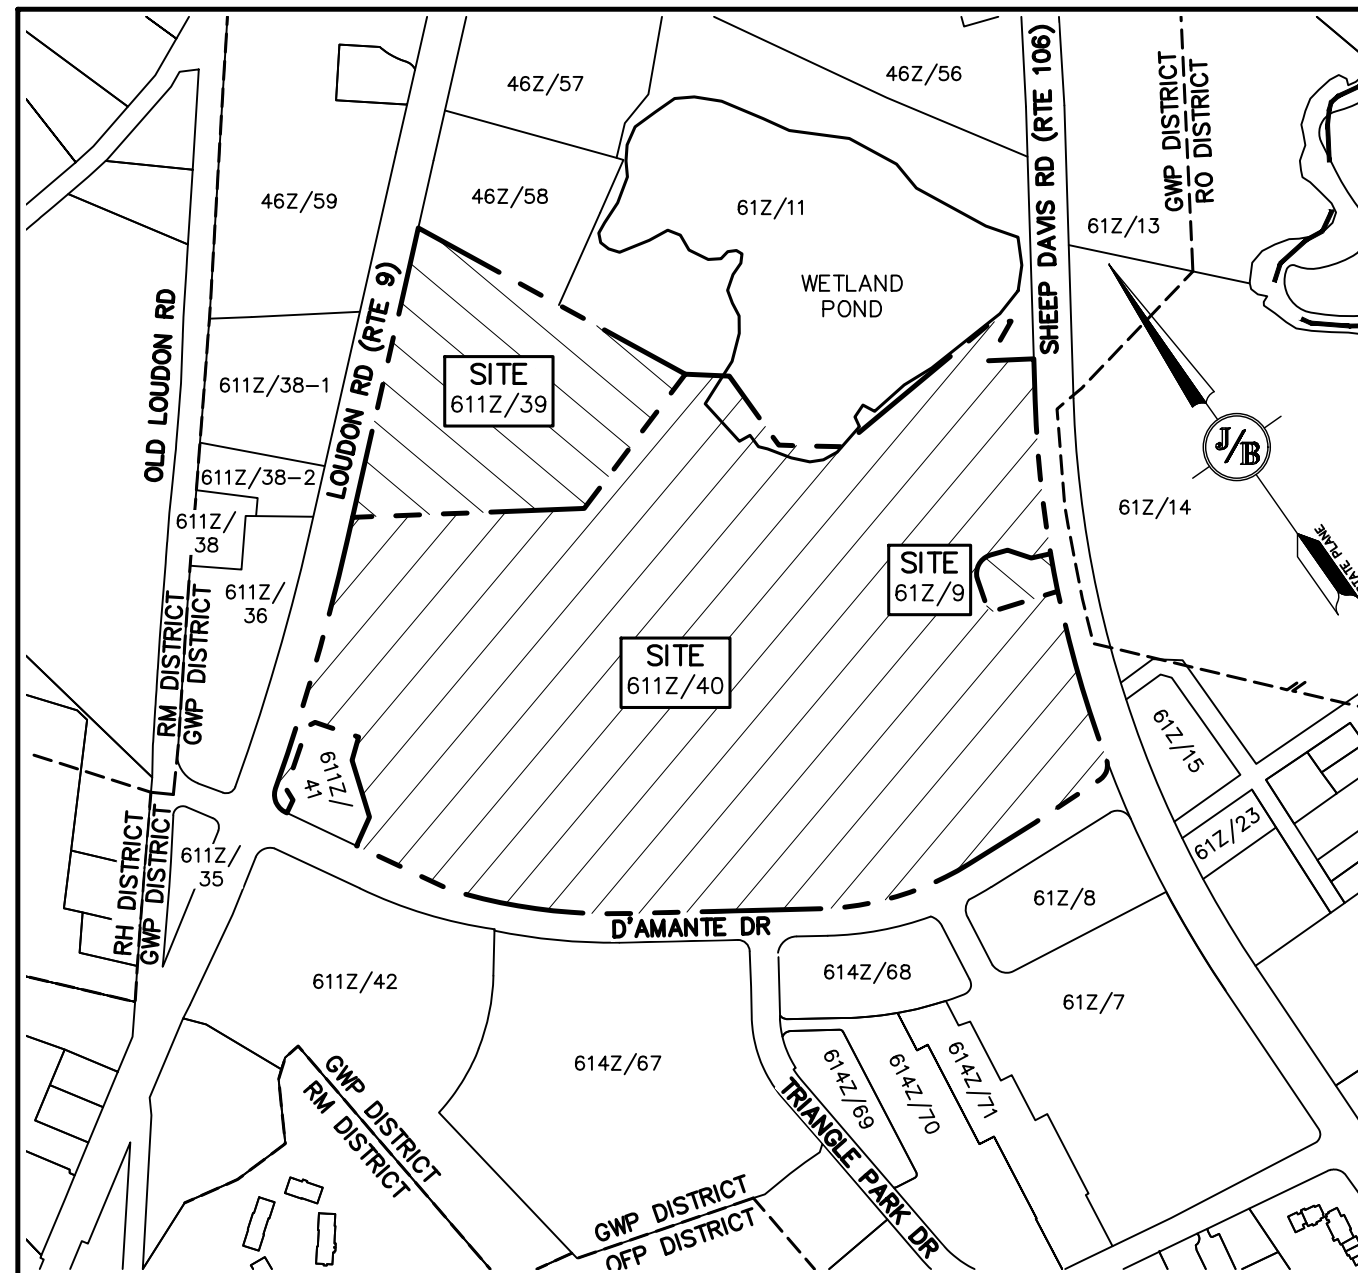 46Z/57
46Z/56
SHEEP DAVIS RD (RTE 106)
GWP DISTRICT
RO DISTRICT
46Z/59
46Z/58
61Z/11
61Z/13
WETLAND
POND
OLD LOUDON RD
LOUDON RD (RTE 9)
611Z/38-1
SITE
611Z/39
J/B
611Z/38-2
611Z/
38
61Z/14
TATE PLANE
611Z/
36
SITE
61Z/9
RM DISTRICT
GWP DISTRICT
SITE
611Z/40
61Z/15
611Z/
41
RH DISTRICT
GWP DISTRICT
611Z/
35
61Z/23
61Z/8
D'AMANTE DR
611Z/42
614Z/68
61Z/7
614Z/67
614Z/69
614Z/70
614Z/71
GWP DISTRICT
RM DISTRICT
TRIANGLE PARK DR
GWP DISTRICT
OFP DISTRICT